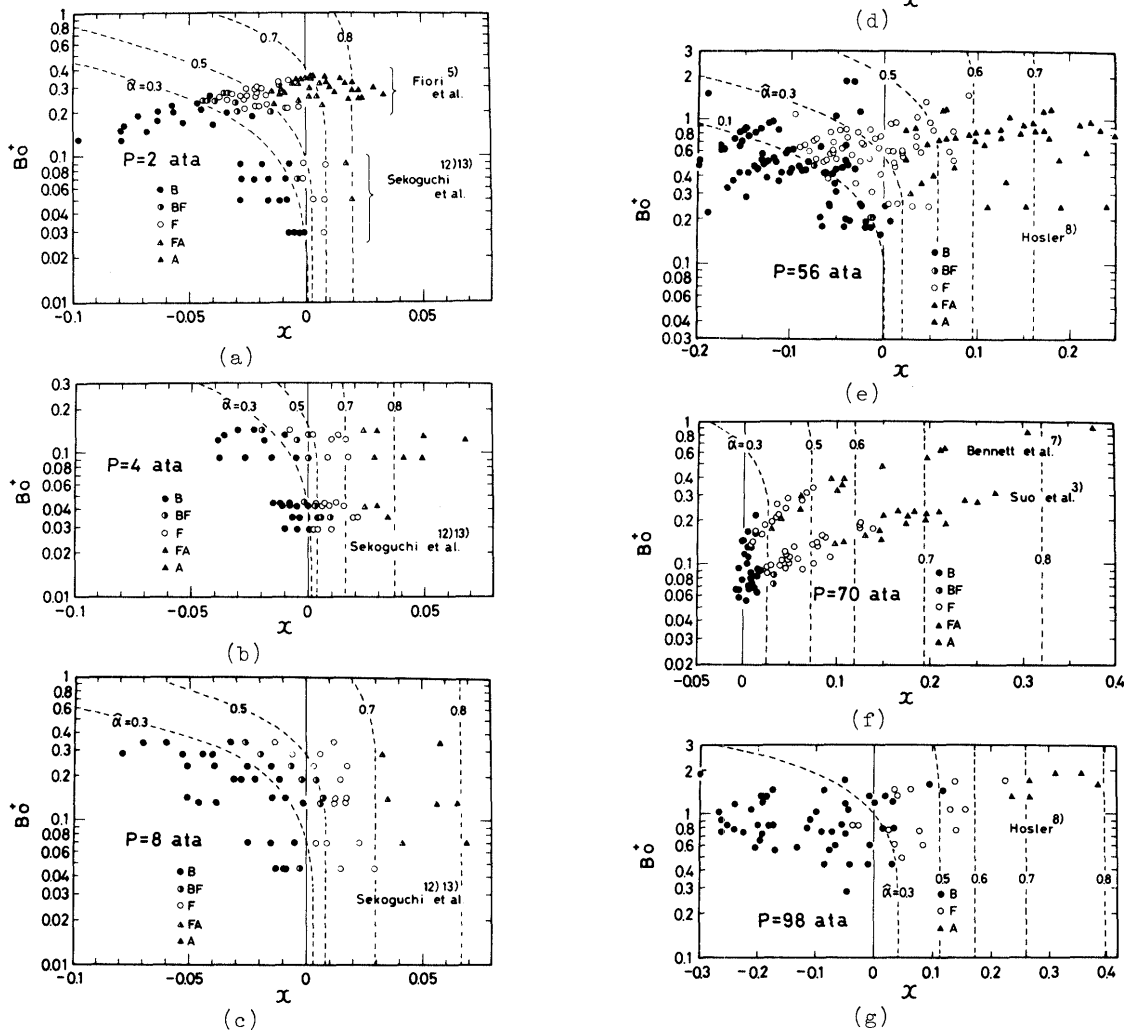 1
0.8
0.6
0.4
0.2
0.1
0.08
0.06
0.04
0.03
0.02
0.01
Bo⁺
-0.1
-0.05
0
0.05
x
α̂=0.3
0.5
0.7
0.8
Fiori 5)
et al.
12)13)
Sekoguchi
et al.
P=2 ata
B
BF
F
FA
A
(a)
0.3
0.2
0.1
0.08
0.06
0.04
0.03
0.02
0.01
Bo⁺
-0.1
-0.05
0
0.05
x
α̂=0.3
0.5
0.7
0.8
P=4 ata
B
BF
F
FA
A
Sekoguchi et al. 12)13)
(b)
1
0.8
0.6
0.4
0.3
0.2
0.1
0.08
0.06
0.04
0.03
0.02
0.01
Bo⁺
-0.1
-0.05
0
0.05
x
α̂=0.3
0.5
0.7
0.8
P=8 ata
B
BF
F
FA
A
Sekoguchi et al. 12)13)
(c)
x
(d)
3
2
1
0.8
0.6
0.4
0.3
0.2
0.1
0.08
0.06
0.04
0.03
Bo⁺
-0.2
-0.1
0
0.1
0.2
x
α̂=0.3
0.1
0.5
0.6
0.7
Hosler 8)
P=56 ata
B
BF
F
FA
A
(e)
1
0.8
0.6
0.4
0.3
0.2
0.1
0.08
0.06
0.04
0.03
0.02
Bo⁺
-0.05
0
0.1
0.2
0.3
0.4
x
α̂=0.3
0.5
0.6
0.7
0.8
Bennett et al. 7)
Suo et al. 3)
P=70 ata
B
BF
F
FA
A
(f)
3
2
1
0.8
0.6
0.4
0.3
0.2
0.1
Bo⁺
-0.3
-0.2
-0.1
0
0.1
0.2
0.3
0.4
x
α̂=0.3
0.5
0.6
0.7
0.8
Hosler 8)
P=98 ata
B
F
A
(g)